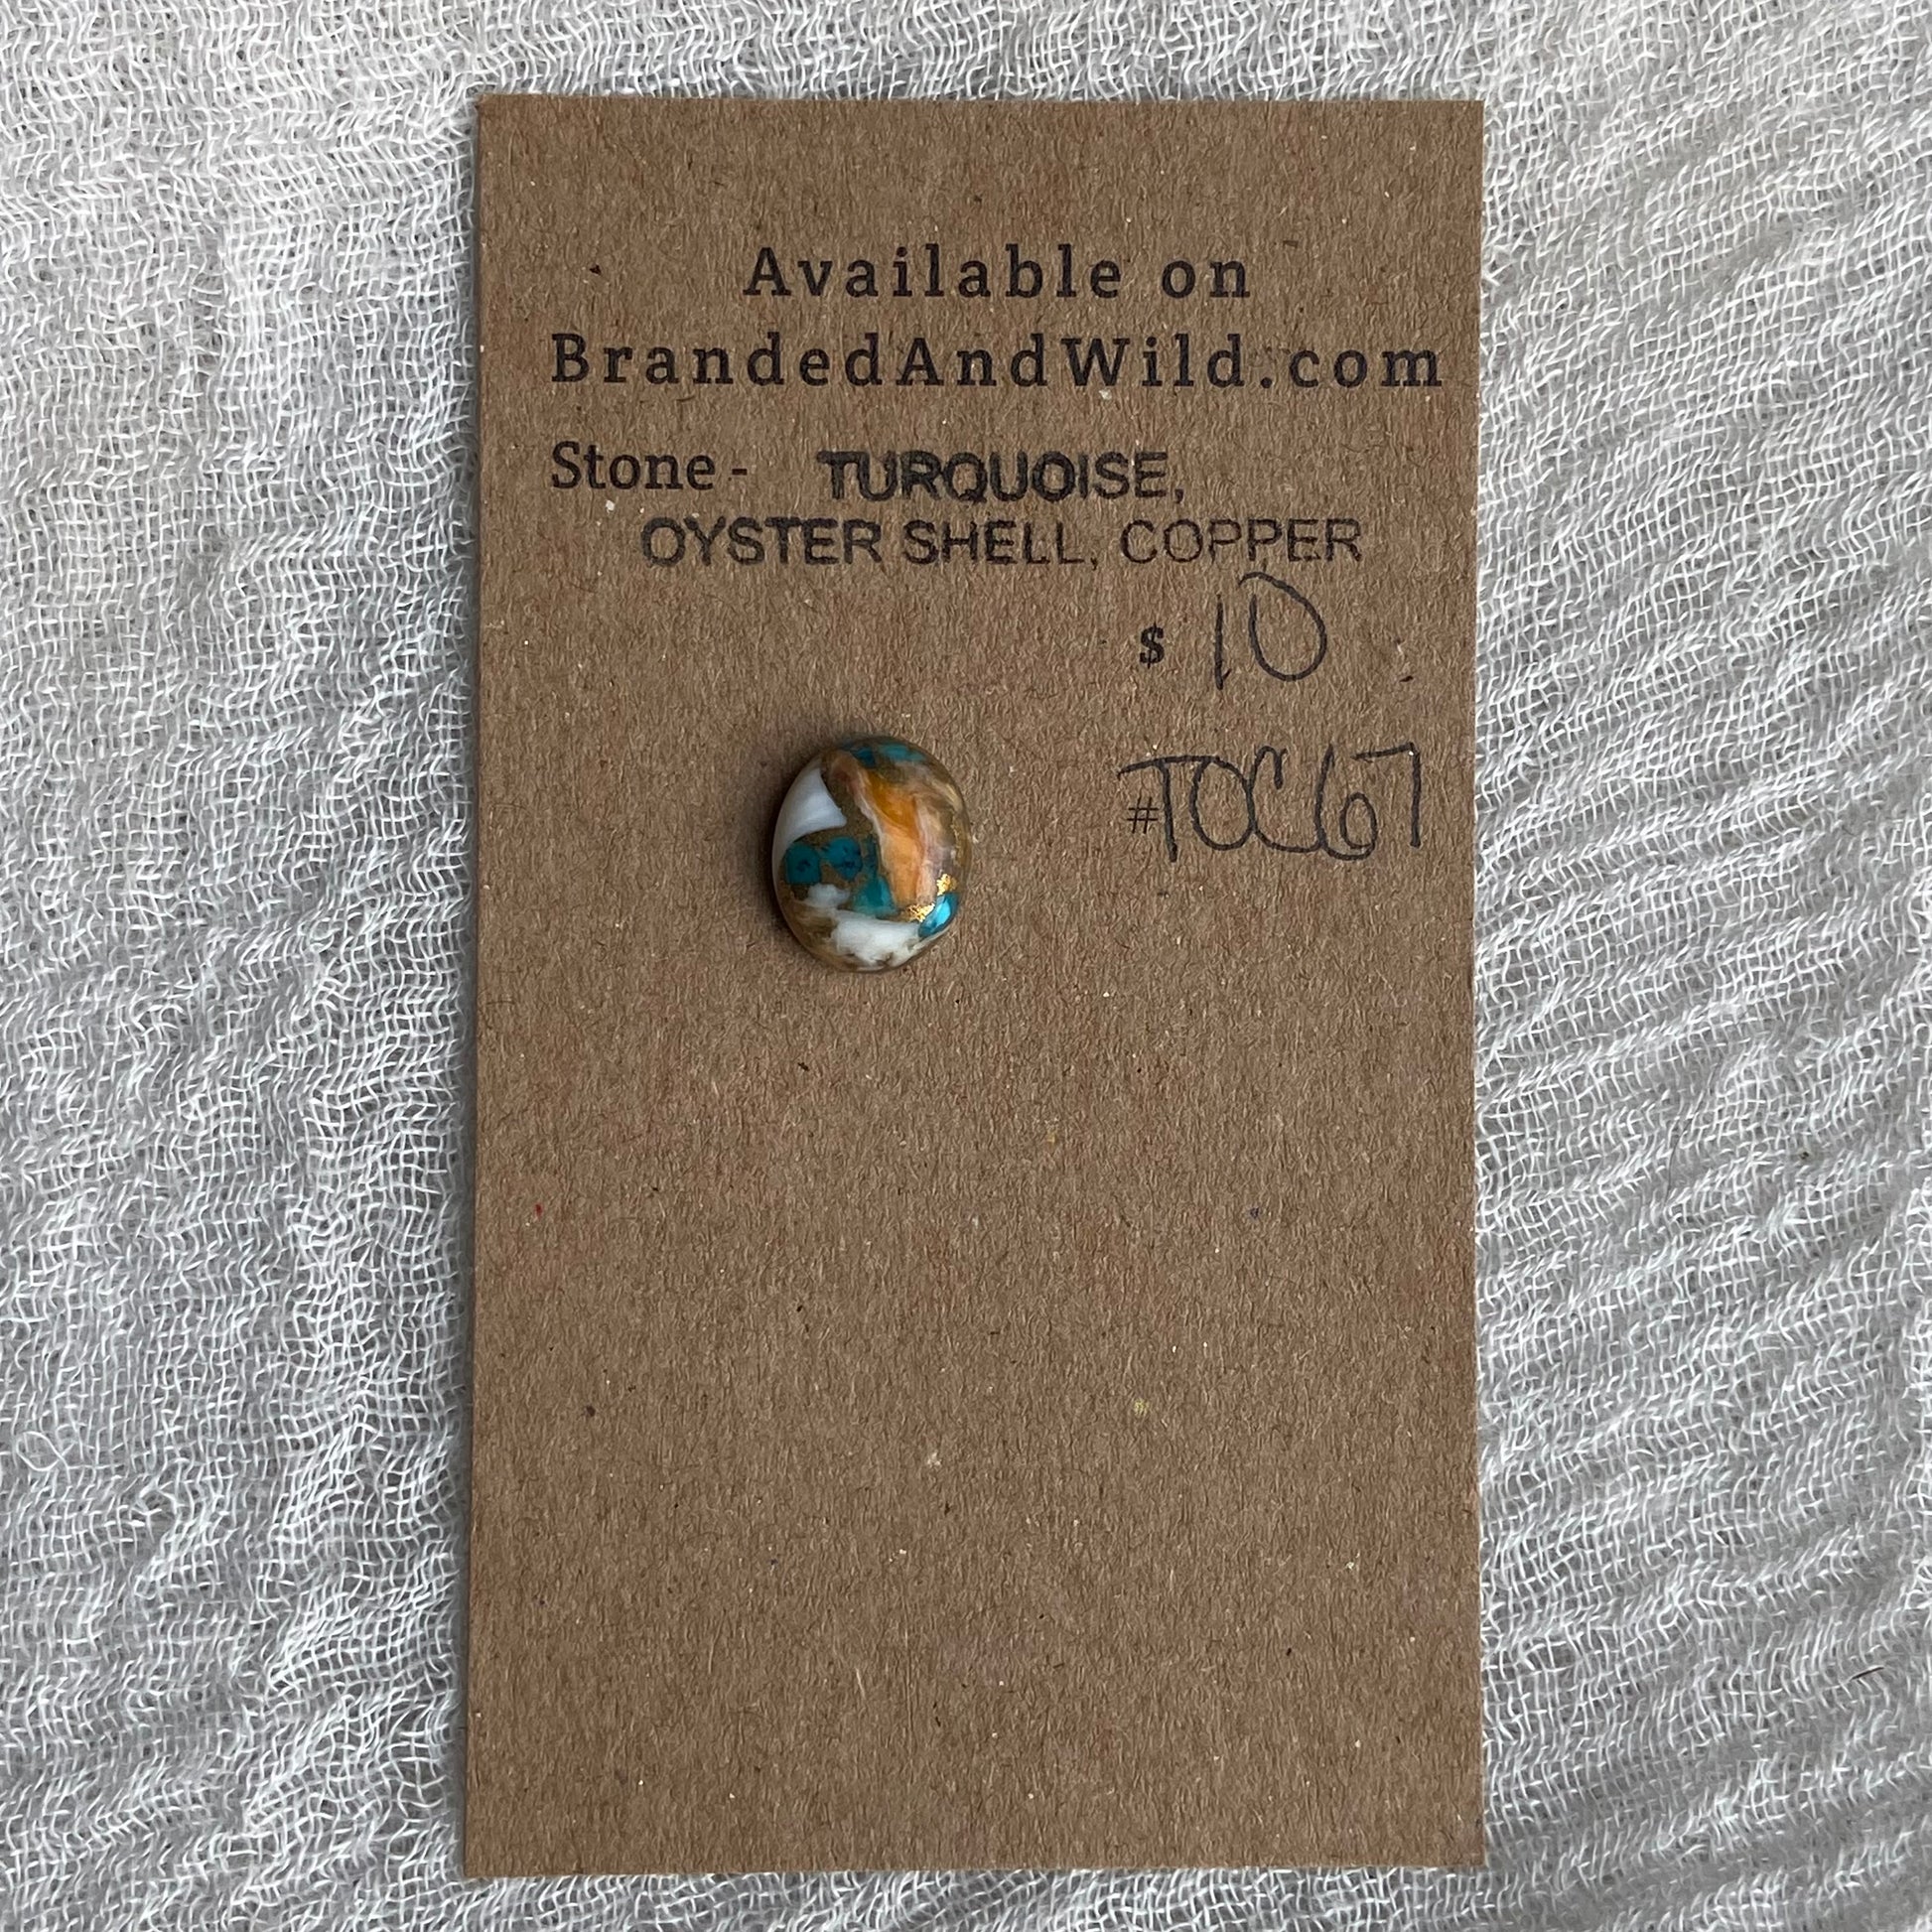 Available on
BrandedAndWild.com
Stone- TURQUOISE,
OYSTER SHELL, COPPER
$ 10
#TOC67